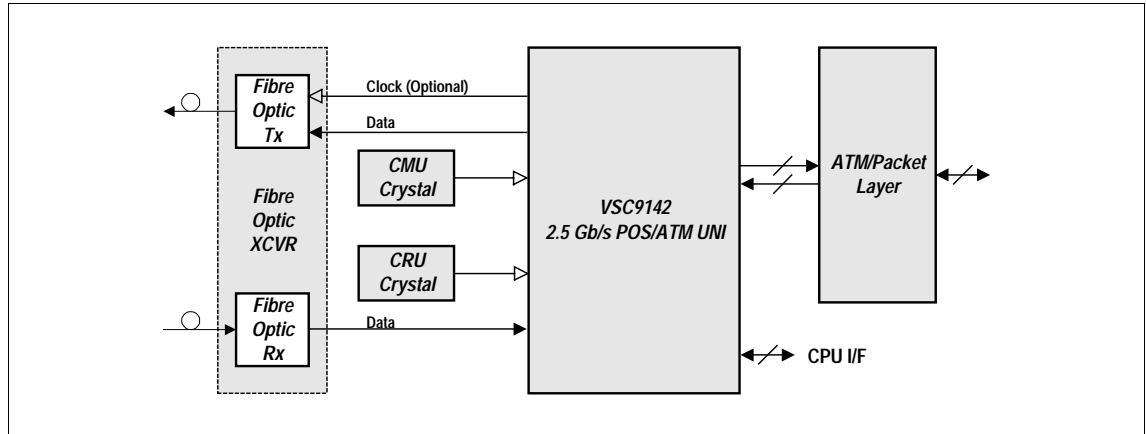 Fibre
Optic
Tx
Clock (Optional)
Data
CMU
Crystal
Fibre
Optic
XCVR
CRU
Crystal
Fibre
Optic
Rx
Data
VSC9142
2.5 Gb/s POS/ATM UNI
ATM/Packet
Layer
CPU I/F